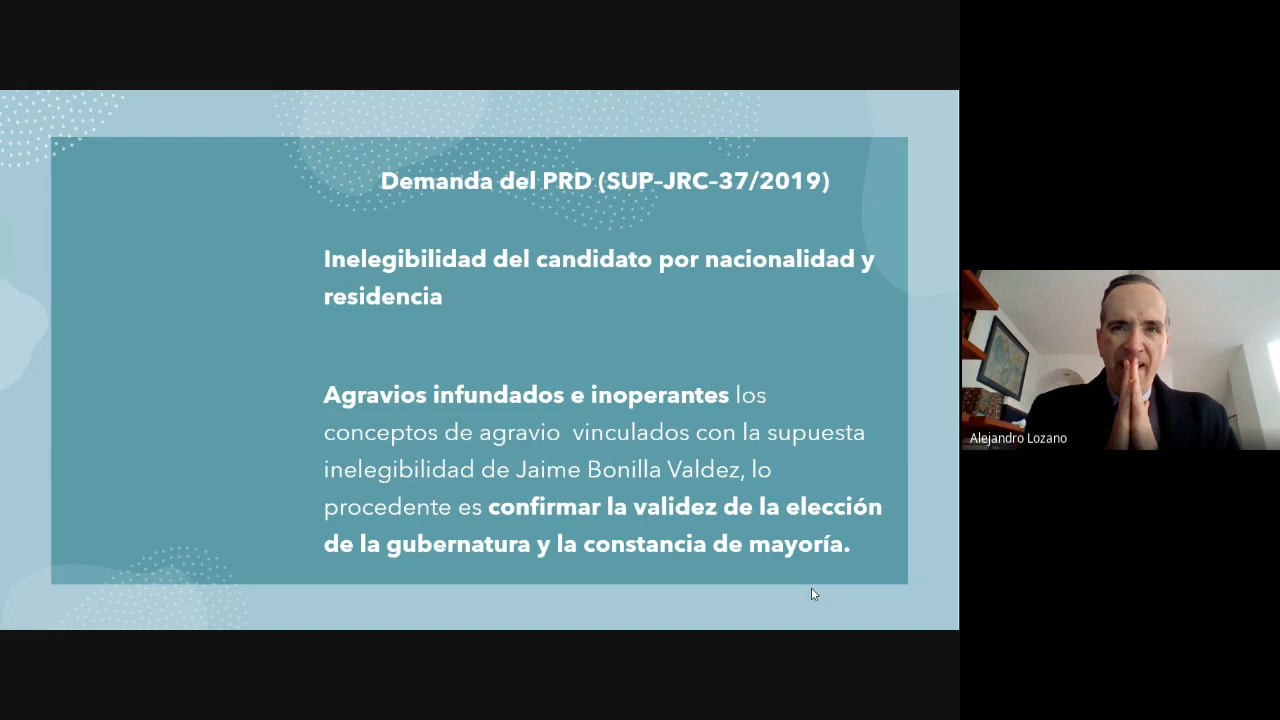 Demanda del PRD (SUP–JRC–37/2019)
Inelegibilidad del candidato por nacionalidad y
residencia
Agravios infundados e inoperantes los
conceptos de agravio  vinculados con la supuesta
inelegibilidad de Jaime Bonilla Valdez, lo
procedente es confirmar la validez de la elección
de la gubernatura y la constancia de mayoría.
Alejandro Lozano